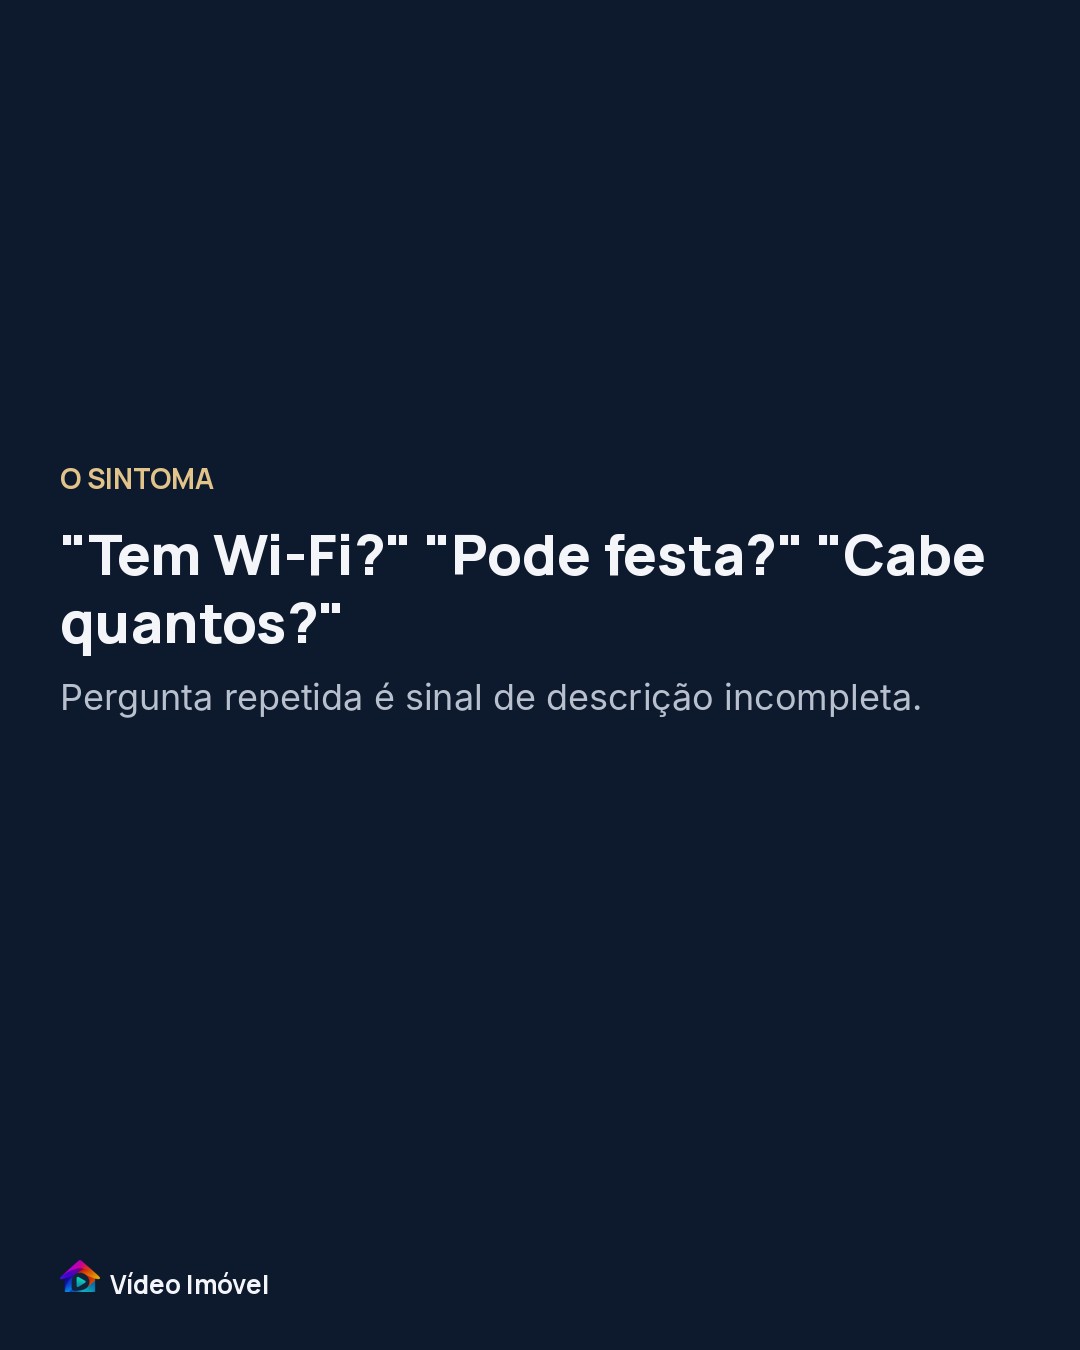 O SINTOMA
"Tem Wi-Fi?" "Pode festa?" "Cabe
quantos?"
Pergunta repetida é sinal de descrição incompleta.
Vídeo Imóvel